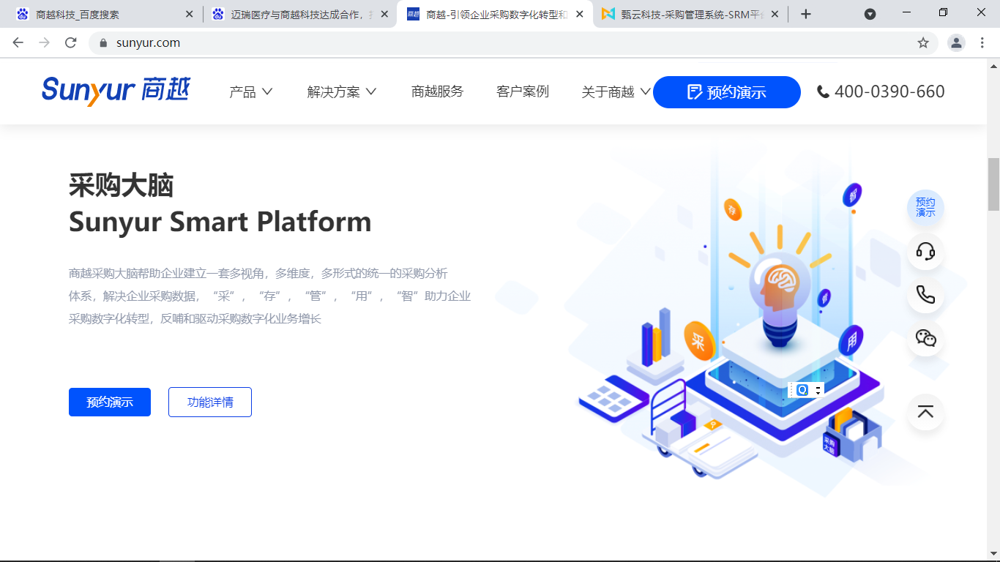 商越科技_百度搜索
迈瑞医疗与商越科技达成合作，
商越-引领企业采购数字化转型和
甄云科技-采购管理系统-SRM平台
sunyur.com
Sunyur 商越
产品
解决方案
商越服务
客户案例
关于商越
预约演示
400-0390-660
采购大脑
Sunyur Smart Platform
商越采购大脑帮助企业建立一套多视角，多维度，多形式的统一的采购分析
体系，解决企业采购数据，“采”，“存”，“管”，“用”，“智”助力企业
采购数字化转型，反哺和驱动采购数字化业务增长
预约演示
功能详情
存
采
用
采购
大脑
预约
演示